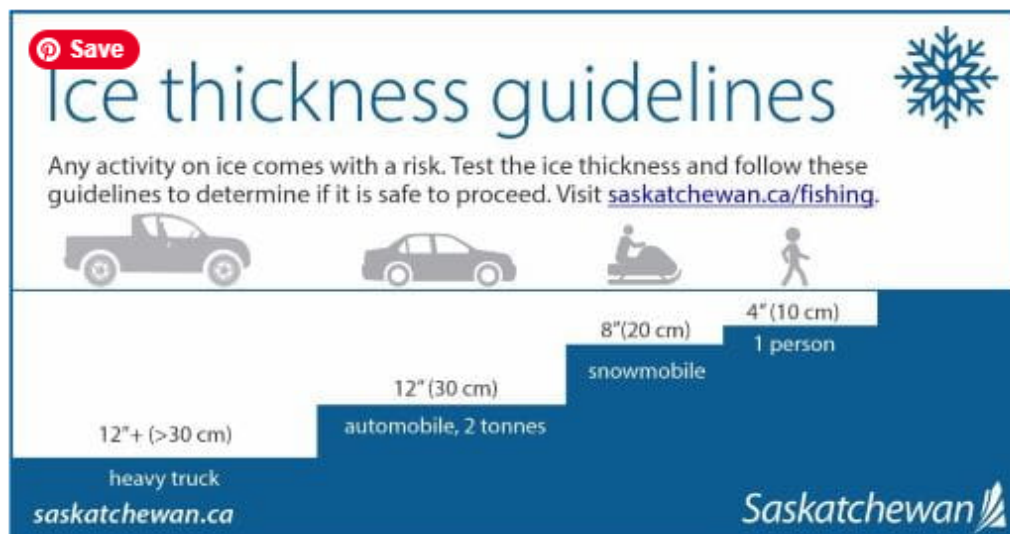 Save
Ice thickness guidelines
Any activity on ice comes with a risk. Test the ice thickness and follow these
guidelines to determine if it is safe to proceed. Visit saskatchewan.ca/fishing.
4” (10 cm)
1 person
8”(20 cm)
snowmobile
12” (30 cm)
automobile, 2 tonnes
12”+ (>30 cm)
heavy truck
saskatchewan.ca
Saskatchewan